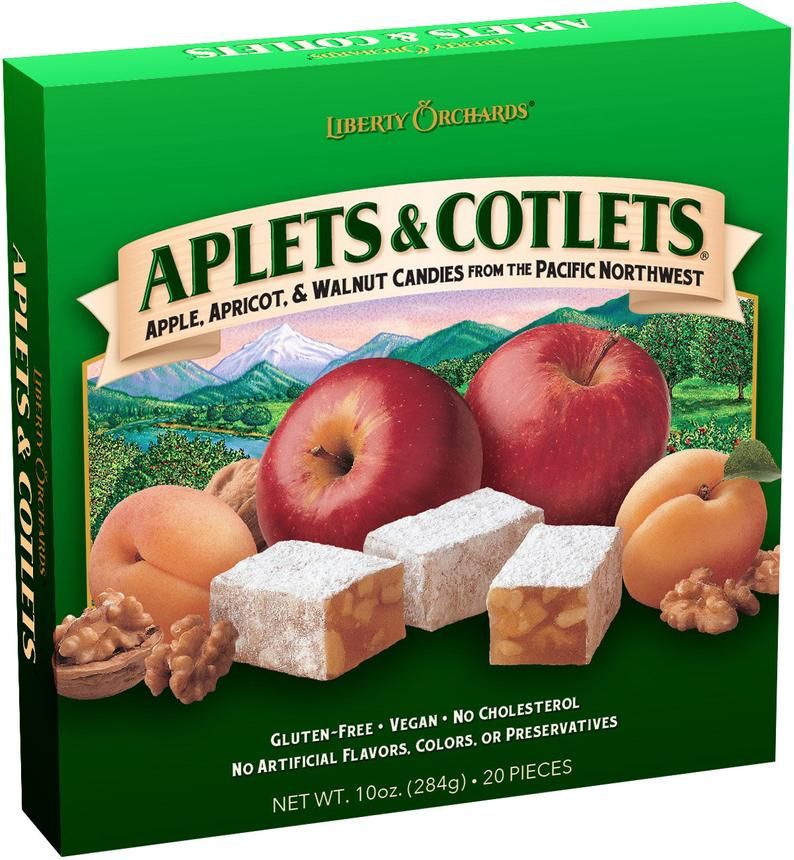 APLETS & COTLETS
LIBERTY ORCHARDS
LIBERTY ORCHARDS®
APLETS & COTLETS®
APPLE, APRICOT, & WALNUT CANDIES FROM THE PACIFIC NORTHWEST
LIBERTY ORCHARDS
APLETS & COTLETS
GLUTEN-FREE • VEGAN • NO CHOLESTEROL
NO ARTIFICIAL FLAVORS, COLORS, OR PRESERVATIVES
NET WT. 10oz. (284g) • 20 PIECES